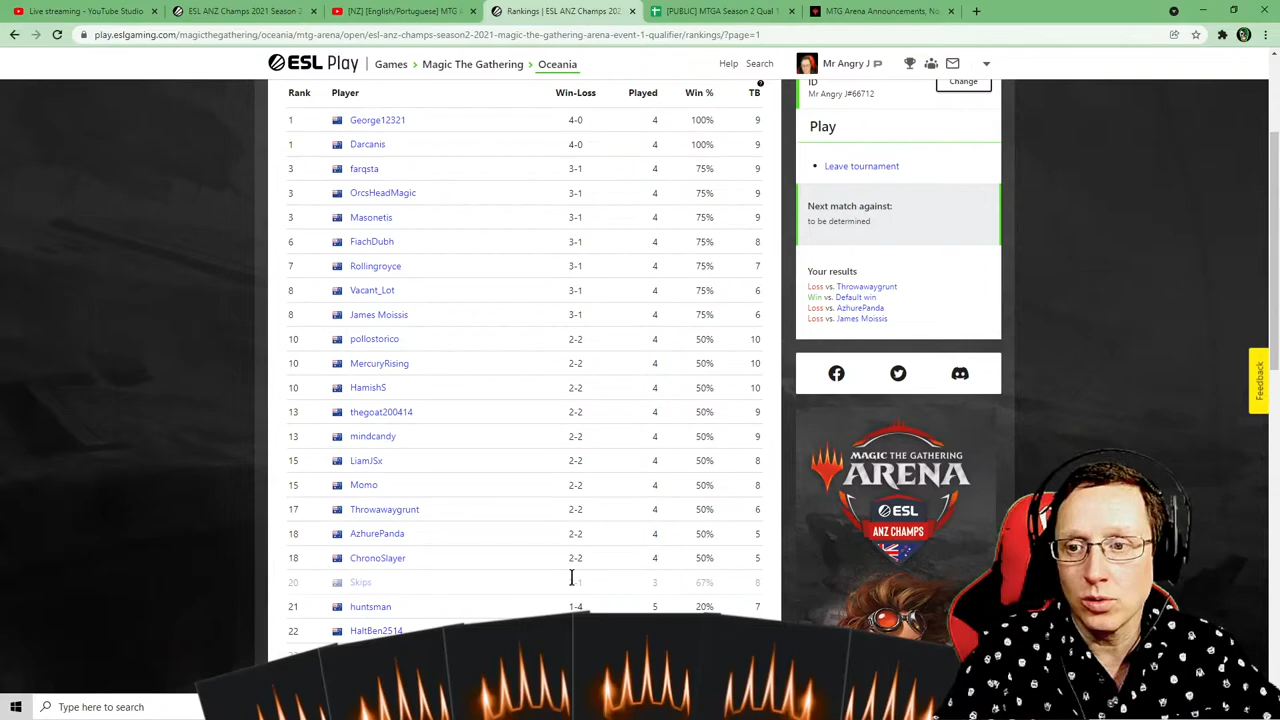 Live streaming - YouTube Studio
ESL ANZ Champs 2021 Season 2
[NZ] [English/Portuguese] MTG A
Rankings | ESL ANZ Champs 202
[PUBLIC] MTGA Season 2 Qual 1
MTG Arena Announcements, No
play.eslgaming.com/magicthegathering/oceania/mtg-arena/open/esl-anz-champs-season2-2021-magic-the-gathering-arena-event-1-qualifier/rankings/?page=1
ESL Play Games > Magic The Gathering > Oceania Help Search Mr Angry J
Rank Player Win-Loss Played Win % TB
1 George12321 4-0 4 100% 9
1 Darcanis 4-0 4 100% 9
3 farqsta 3-1 4 75% 9
3 OrcsHeadMagic 3-1 4 75% 9
3 Masonetis 3-1 4 75% 9
6 FiachDubh 3-1 4 75% 8
7 Rollingroyce 3-1 4 75% 7
8 Vacant_Lot 3-1 4 75% 6
8 James Moissis 3-1 4 75% 6
10 pollostorico 2-2 4 50% 10
10 MercuryRising 2-2 4 50% 10
10 HamishS 2-2 4 50% 10
13 thegoat200414 2-2 4 50% 9
13 mindcandy 2-2 4 50% 9
15 LiamJSx 2-2 4 50% 8
15 Momo 2-2 4 50% 8
17 Throwawaygrunt 2-2 4 50% 6
18 AzhurePanda 2-2 4 50% 5
18 ChronoSlayer 2-2 4 50% 5
20 Skips -1 3 67% 8
21 huntsman 1-4 5 20% 7
22 HaltBen2514
ID
Mr Angry J#66712
Change
Play
Leave tournament
Next match against:
to be determined
Your results
Loss vs. Throwawaygrunt
Win vs. Default win
Loss vs. AzhurePanda
Loss vs. James Moissis
MAGIC THE GATHERING
ARENA
ESL
ANZ CHAMPS
Feedback
Type here to search